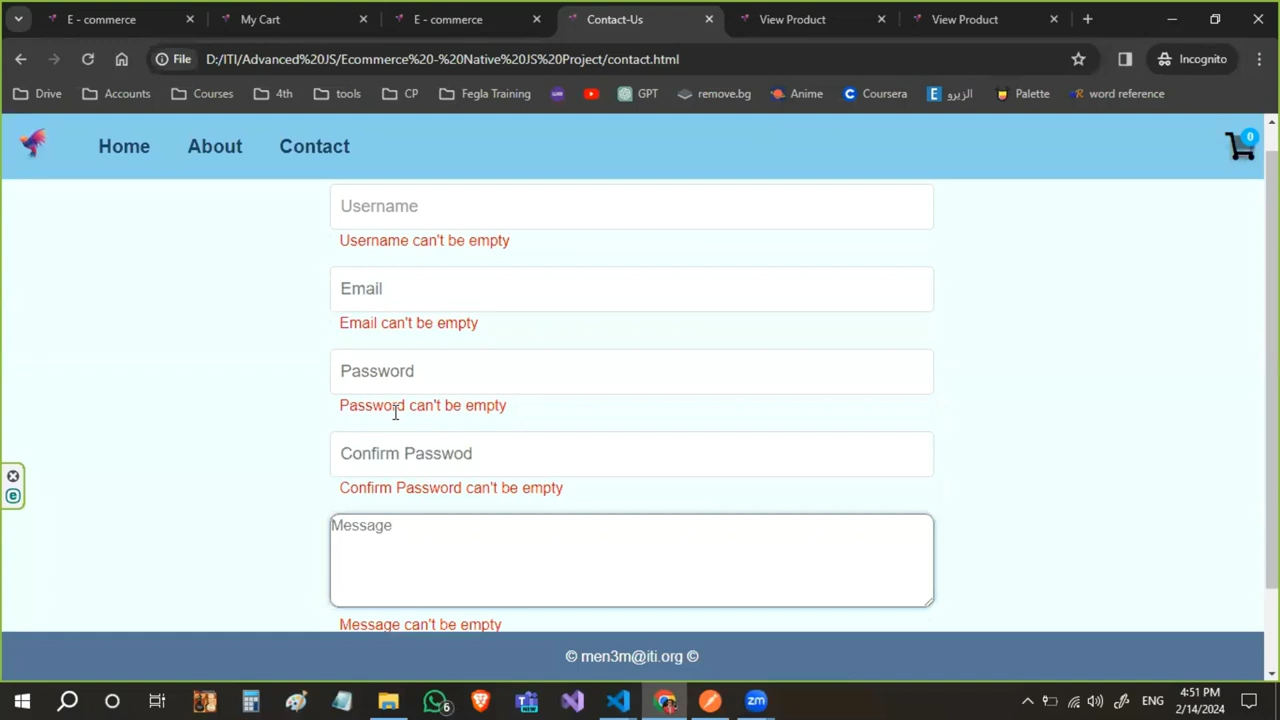 E - commerce
My Cart
E - commerce
Contact-Us
View Product
View Product
File
D:/ITI/Advanced%20JS/Ecommerce%20-%20Native%20JS%20Project/contact.html
Incognito
Drive
Accounts
Courses
4th
tools
CP
Fegla Training
GPT
remove.bg
Anime
Coursera
الزيرو
Palette
word reference
Home
About
Contact
0
Username
Username can't be empty
Email
Email can't be empty
Password
Password can't be empty
Confirm Passwod
Confirm Password can't be empty
Message
Message can't be empty
© men3m@iti.org ©
6
zm
ENG
4:51 PM
2/14/2024